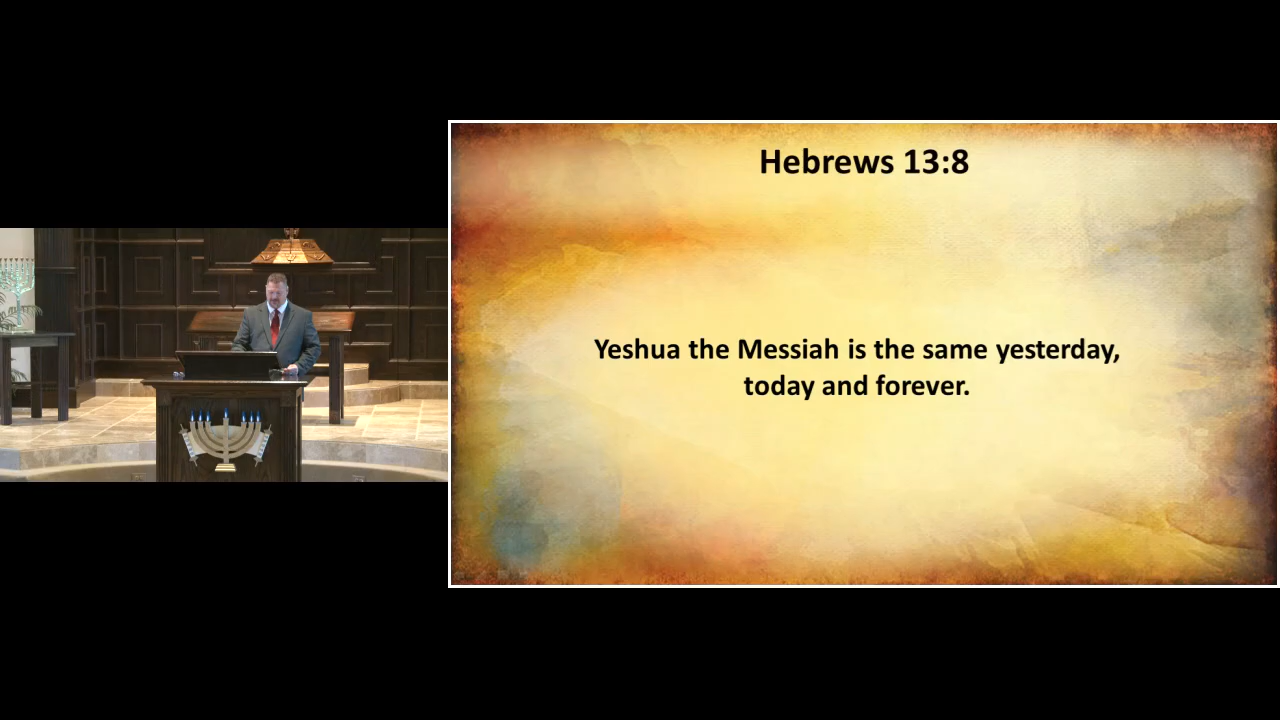 Hebrews 13:8
Yeshua the Messiah is the same yesterday,
today and forever.